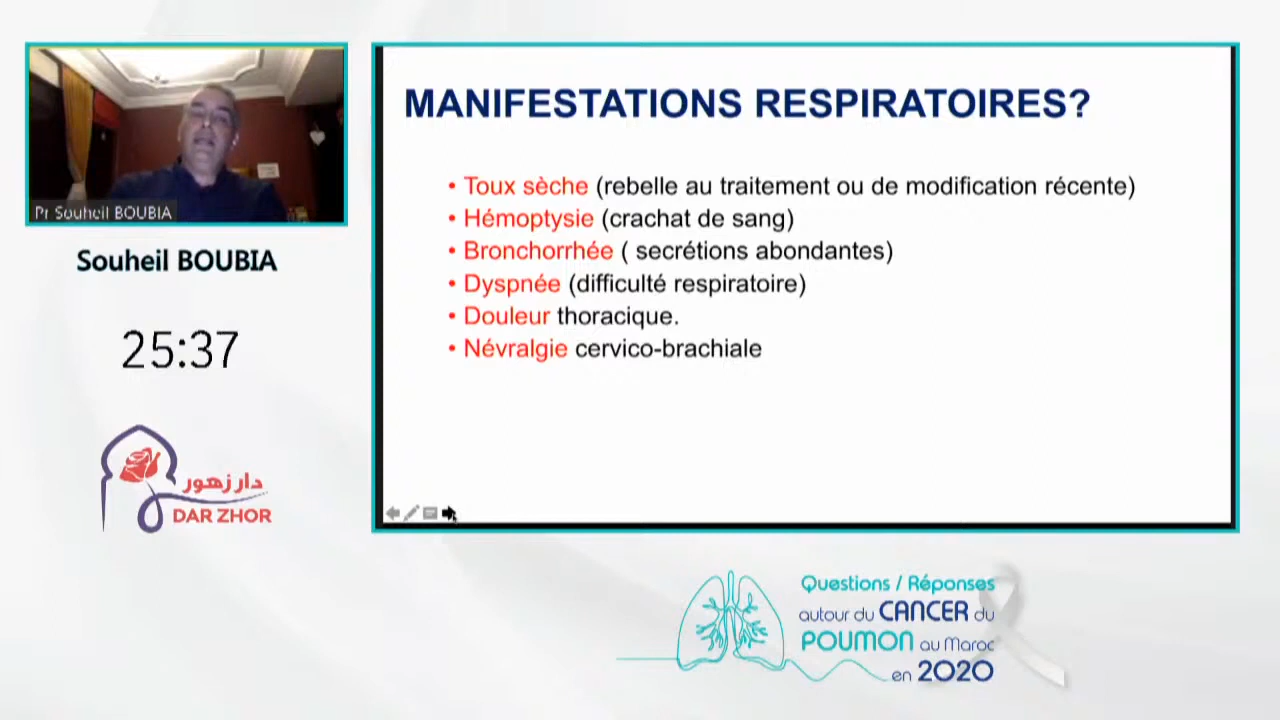 Pr Souheil BOUBIA
Souheil BOUBIA
25:37
دار زهور
DAR ZHOR
MANIFESTATIONS RESPIRATOIRES?
• Toux sèche (rebelle au traitement ou de modification récente)
• Hémoptysie (crachat de sang)
• Bronchorrhée ( secrétions abondantes)
• Dyspnée (difficulté respiratoire)
• Douleur thoracique.
• Névralgie cervico-brachiale
Questions / Réponses
autour du CANCER du
POUMON au Maroc
en 2020